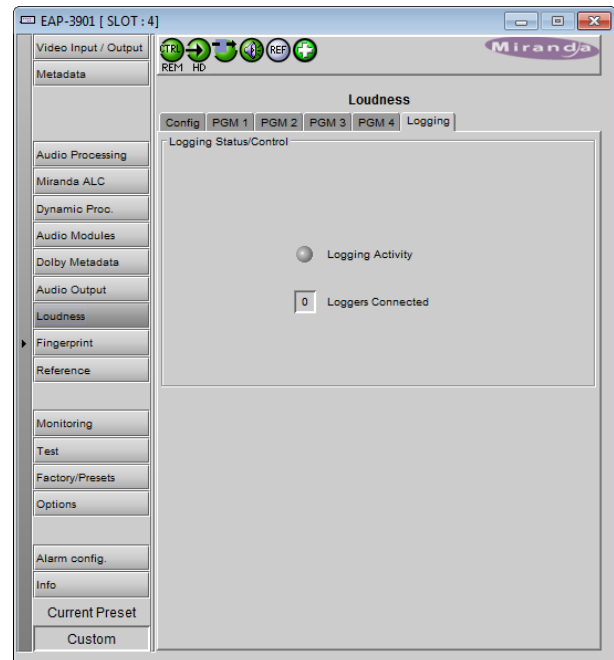 EAP-3901 [ SLOT : 4]
Video Input / Output
Metadata
Audio Processing
Miranda ALC
Dynamic Proc.
Audio Modules
Dolby Metadata
Audio Output
Loudness
Fingerprint
Reference
Monitoring
Test
Factory/Presets
Options
Alarm config.
Info
Current Preset
Custom
CTRL
REF
REM HD
Miranda
Loudness
Config PGM 1 PGM 2 PGM 3 PGM 4 Logging
Logging Status/Control
Logging Activity
0 Loggers Connected